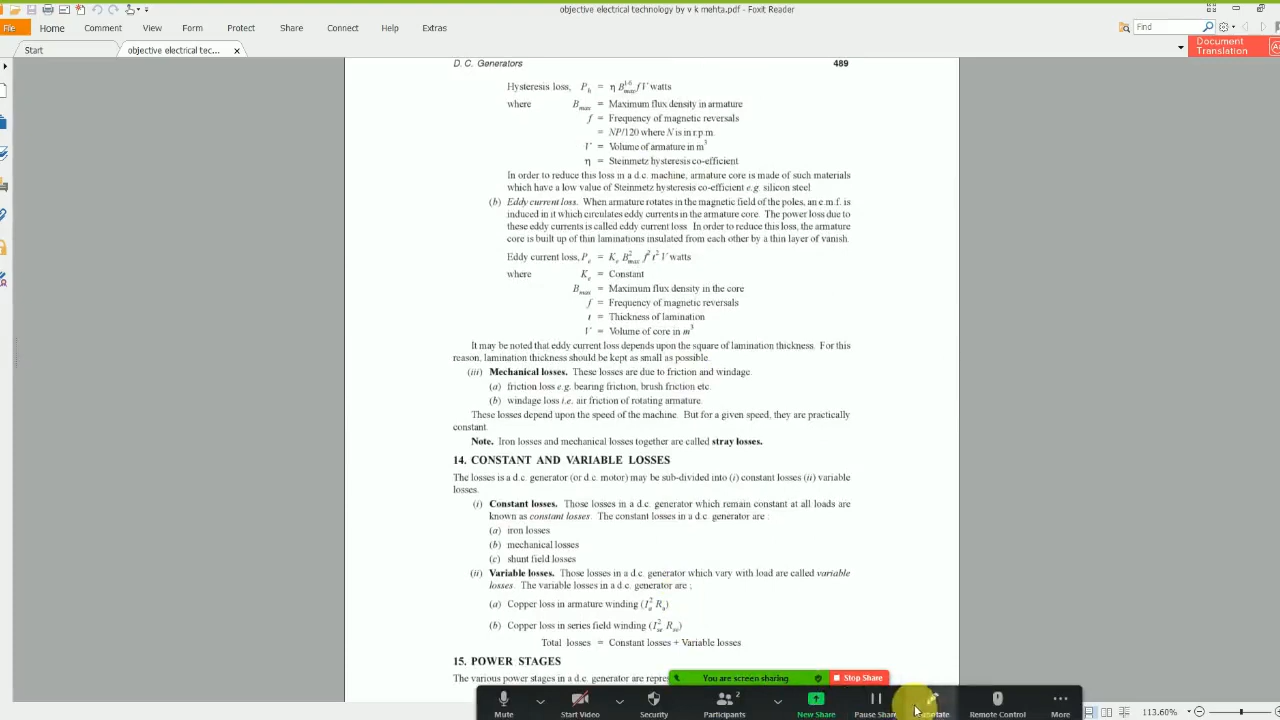 objective electrical technology by v k mehta.pdf - Foxit Reader
File Home Comment View Form Protect Share Connect Help Extras Find
Start objective electrical tec... Document Translation
D. C. Generators 489
Hysteresis loss, P_h = η B_max^1·6 f V watts
where B_max = Maximum flux density in armature
f = Frequency of magnetic reversals
= NP/120 where N is in r.p.m.
V = Volume of armature in m³
η = Steinmetz hysteresis co-efficient
In order to reduce this loss in a d.c. machine, armature core is made of such materials
which have a low value of Steinmetz hysteresis co-efficient e.g. silicon steel.
(b) Eddy current loss. When armature rotates in the magnetic field of the poles, an e.m.f. is
induced in it which circulates eddy currents in the armature core. The power loss due to
these eddy currents is called eddy current loss. In order to reduce this loss, the armature
core is built up of thin laminations insulated from each other by a thin layer of vanish.
Eddy current loss, P_e = K_e B_max^2 f² t² V watts
where K_e = Constant
B_max = Maximum flux density in the core
f = Frequency of magnetic reversals
t = Thickness of lamination
V = Volume of core in m³
It may be noted that eddy current loss depends upon the square of lamination thickness. For this
reason, lamination thickness should be kept as small as possible.
(iii) Mechanical losses. These losses are due to friction and windage.
(a) friction loss e.g. bearing friction, brush friction etc.
(b) windage loss i.e. air friction of rotating armature.
These losses depend upon the speed of the machine. But for a given speed, they are practically
constant.
Note. Iron losses and mechanical losses together are called stray losses.
14. CONSTANT AND VARIABLE LOSSES
The losses is a d.c. generator (or d.c. motor) may be sub-divided into (i) constant losses (ii) variable
losses.
(i) Constant losses. Those losses in a d.c. generator which remain constant at all loads are
known as constant losses. The constant losses in a d.c. generator are :
(a) iron losses
(b) mechanical losses
(c) shunt field losses
(ii) Variable losses. Those losses in a d.c. generator which vary with load are called variable
losses. The variable losses in a d.c. generator are ;
(a) Copper loss in armature winding (I_a^2 R_a)
(b) Copper loss in series field winding (I_se^2 R_se)
Total losses = Constant losses + Variable losses
15. POWER STAGES
The various power stages in a d.c. generator are
You are screen sharing Stop Share
2
Mute Start Video Security Participants New Share Pause Share Remote Control More
113.60%